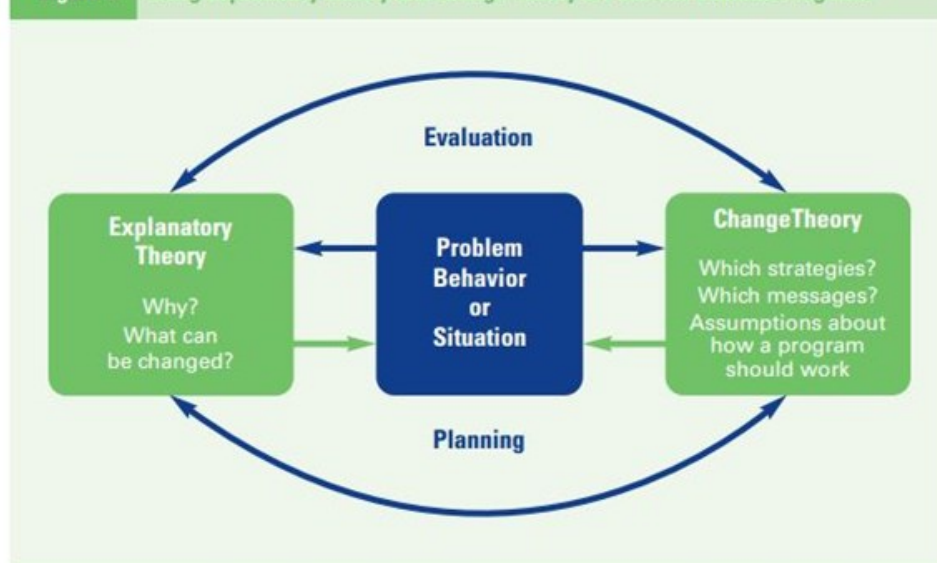 Evaluation
Explanatory
Theory
Why?
What can
be changed?
Problem
Behavior
or
Situation
ChangeTheory
Which strategies?
Which messages?
Assumptions about
how a program
should work
Planning